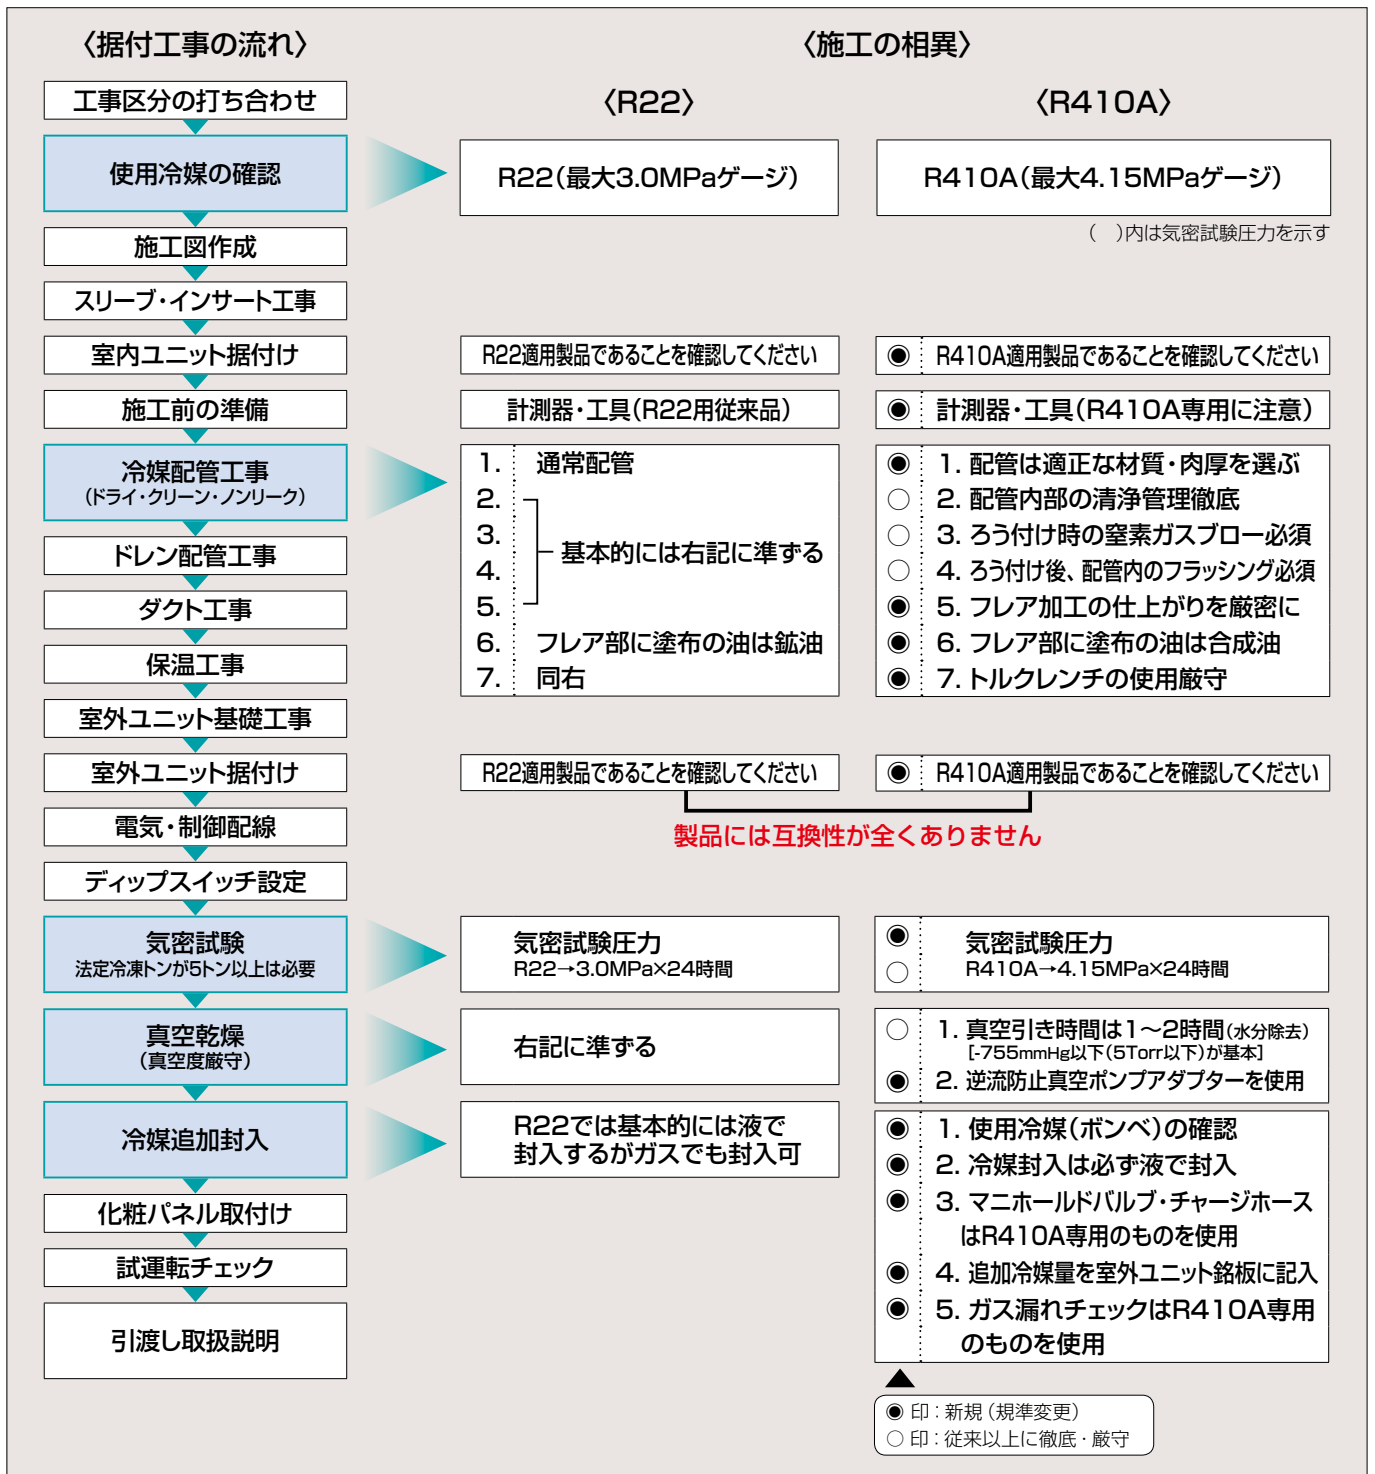 〈据付工事の流れ〉
〈施工の相異〉
〈R22〉
〈R410A〉
工事区分の打ち合わせ
使用冷媒の確認
R22(最大3.0MPaゲージ)
R410A(最大4.15MPaゲージ)
(　)内は気密試験圧力を示す
施工図作成
スリーブ・インサート工事
室内ユニット据付け
R22適用製品であることを確認してください
◉ R410A適用製品であることを確認してください
施工前の準備
計測器・工具(R22用従来品)
◉ 計測器・工具(R410A専用に注意)
冷媒配管工事
(ドライ・クリーン・ノンリーク)
1. 通常配管
2.
3.
4.
5.
基本的には右記に準ずる
6. フレア部に塗布の油は鉱油
7. 同右
◉ 1. 配管は適正な材質・肉厚を選ぶ
○ 2. 配管内部の清浄管理徹底
○ 3. ろう付け時の窒素ガスブロー必須
○ 4. ろう付け後、配管内のフラッシング必須
◉ 5. フレア加工の仕上がりを厳密に
◉ 6. フレア部に塗布の油は合成油
◉ 7. トルクレンチの使用厳守
ドレン配管工事
ダクト工事
保温工事
室外ユニット基礎工事
室外ユニット据付け
R22適用製品であることを確認してください
◉ R410A適用製品であることを確認してください
製品には互換性が全くありません
電気・制御配線
ディップスイッチ設定
気密試験
法定冷凍トンが5トン以上は必要
気密試験圧力
R22→3.0MPa×24時間
◉ 気密試験圧力
○ R410A→4.15MPa×24時間
真空乾燥
(真空度厳守)
右記に準ずる
○ 1. 真空引き時間は1〜2時間(水分除去)
[-755mmHg以下(5Torr以下)が基本]
◉ 2. 逆流防止真空ポンプアダプターを使用
冷媒追加封入
R22では基本的には液で
封入するがガスでも封入可
◉ 1. 使用冷媒(ボンベ)の確認
◉ 2. 冷媒封入は必ず液で封入
◉ 3. マニホールドバルブ・チャージホース
はR410A専用のものを使用
◉ 4. 追加冷媒量を室外ユニット銘板に記入
◉ 5. ガス漏れチェックはR410A専用
のものを使用
化粧パネル取付け
試運転チェック
引渡し取扱説明
◉ 印：新規(規準変更)
○ 印：従来以上に徹底・厳守